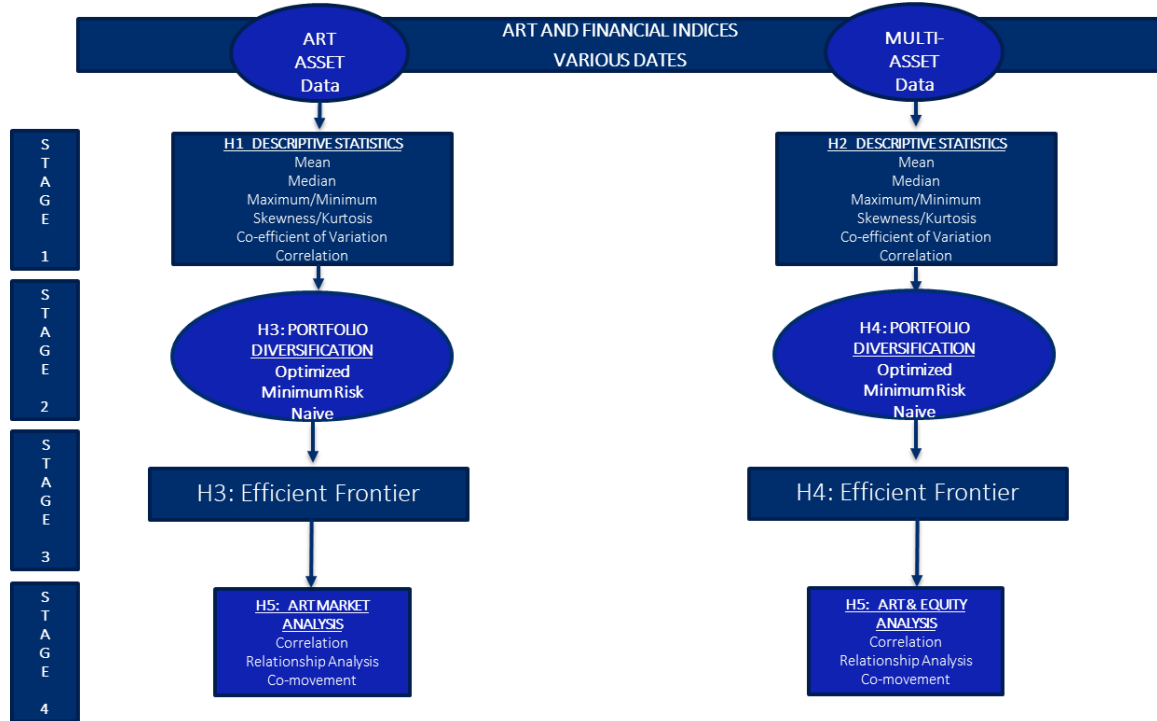 ART AND FINANCIAL INDICES
VARIOUS DATES
ART
ASSET
Data
MULTI-
ASSET
Data
S
T
A
G
E
1
H1 DESCRIPTIVE STATISTICS
Mean
Median
Maximum/Minimum
Skewness/Kurtosis
Co-efficient of Variation
Correlation
H2 DESCRIPTIVE STATISTICS
Mean
Median
Maximum/Minimum
Skewness/Kurtosis
Co-efficient of Variation
Correlation
S
T
A
G
E
2
H3: PORTFOLIO
DIVERSIFICATION
Optimized
Minimum Risk
Naive
H4: PORTFOLIO
DIVERSIFICATION
Optimized
Minimum Risk
Naive
S
T
A
G
E
3
H3: Efficient Frontier
H4: Efficient Frontier
S
T
A
G
E
4
H5: ART MARKET
ANALYSIS
Correlation
Relationship Analysis
Co-movement
H5: ART & EQUITY
ANALYSIS
Correlation
Relationship Analysis
Co-movement